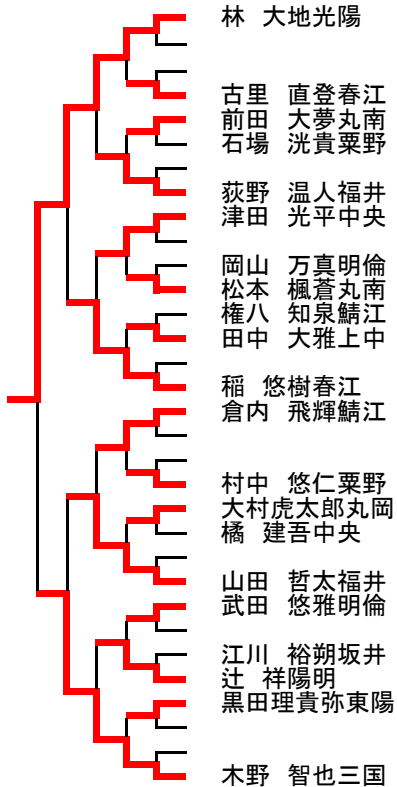 林 大地光陽
古里 直登春江
前田 大夢丸南
石場 洸貴粟野
荻野 温人福井
津田 光平中央
岡山 万真明倫
松本 楓蒼丸南
権八 知泉鯖江
田中 大雅上中
稲 悠樹春江
倉内 飛輝鯖江
村中 悠仁粟野
大村虎太郎丸岡
橘 建吾中央
山田 哲太福井
武田 悠雅明倫
江川 裕朔坂井
辻 祥陽明
黒田理貴弥東陽
木野 智也三国